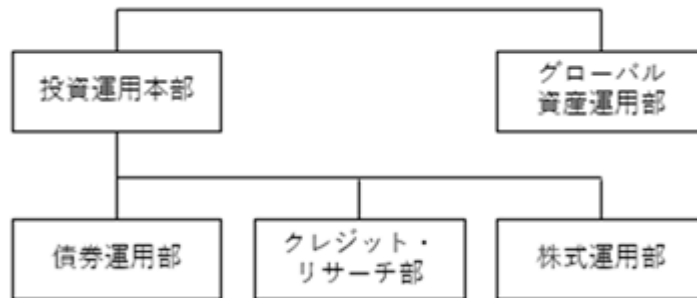 投資運用本部
グローバル
資産運用部
債券運用部
クレジット・
リサーチ部
株式運用部